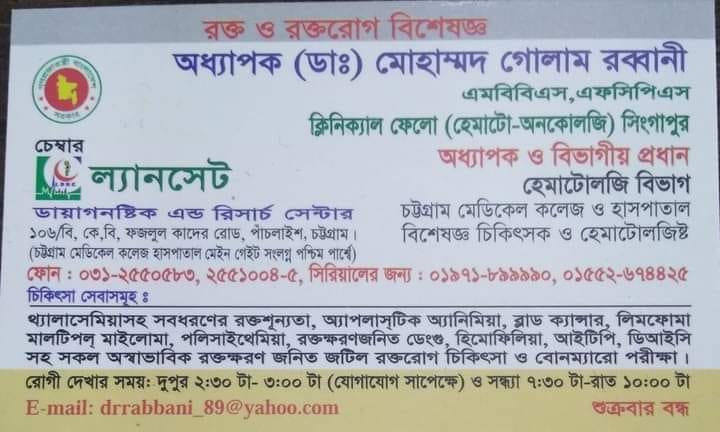 রক্ত ও রক্তরোগ বিশেষজ্ঞ
অধ্যাপক (ডাঃ) মোহাম্মদ গোলাম রব্বানী
এমবিবিএস,এফসিপিএস
ক্লিনিক্যাল ফেলো (হেমাটো-অনকোলজি) সিংগাপুর
অধ্যাপক ও বিভাগীয় প্রধান
হেমাটোলজি বিভাগ
চট্টগ্রাম মেডিকেল কলেজ ও হাসপাতাল
বিশেষজ্ঞ চিকিৎসক ও হেমাটোলজিষ্ট
চেম্বার
ল্যানসেট
ডায়াগনষ্টিক এন্ড রিসার্চ সেন্টার
১০৬/বি, কে,বি, ফজলুল কাদের রোড, পাঁচলাইশ, চট্টগ্রাম।
(চট্টগ্রাম মেডিকেল কলেজ হাসপাতাল মেইন গেইট সংলগ্ন পশ্চিম পার্শ্বে)
ফোন : ০৩১-২৫৫০৫৮৩, ২৫৫১০০৪-৫, সিরিয়ালের জন্য : ০১৯৭১-৮৯৯৯৯০, ০১৫৫২-৬৭৪৪২৫
চিকিৎসা সেবাসমূহ ঃ
থ্যালাসেমিয়াসহ সবধরণের রক্তশূন্যতা, অ্যাপলাস্টিক অ্যানিমিয়া, ব্লাড ক্যান্সার, লিমফোমা
মালটিপল্ মাইলোমা, পলিসাইথেমিয়া, রক্তক্ষরণজনিত ডেংগু, হিমোফিলিয়া, আইটিপি, ডিআইসি
সহ সকল অস্বাভাবিক রক্তক্ষরণ জনিত জটিল রক্তরোগ চিকিৎসা ও বোনম্যারো পরীক্ষা।
রোগী দেখার সময়: দুপুর ২:৩০ টা- ৩:০০ টা (যোগাযোগ সাপেক্ষে) ও সন্ধ্যা ৭:৩০ টা-রাত ১০:০০ টা
E-mail: drrabbani_89@yahoo.com
শুক্রবার বন্ধ